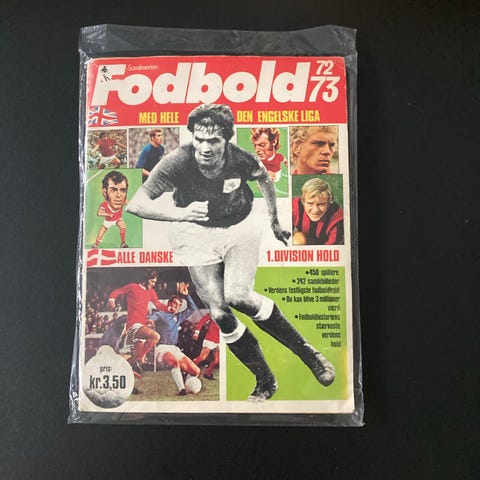 Samleserien
Fodbold 72
73
MED HELE DEN ENGELSKE LIGA
ALLE DANSKE 1. DIVISION HOLD
•450 spillere
•242 samlebilleder
•Verdens festligste fodboldhold
•Du kan blive 3 millioner
værd
•Fodboldhistoriens
stærkeste
verdens
hold
pris:
kr.3,50